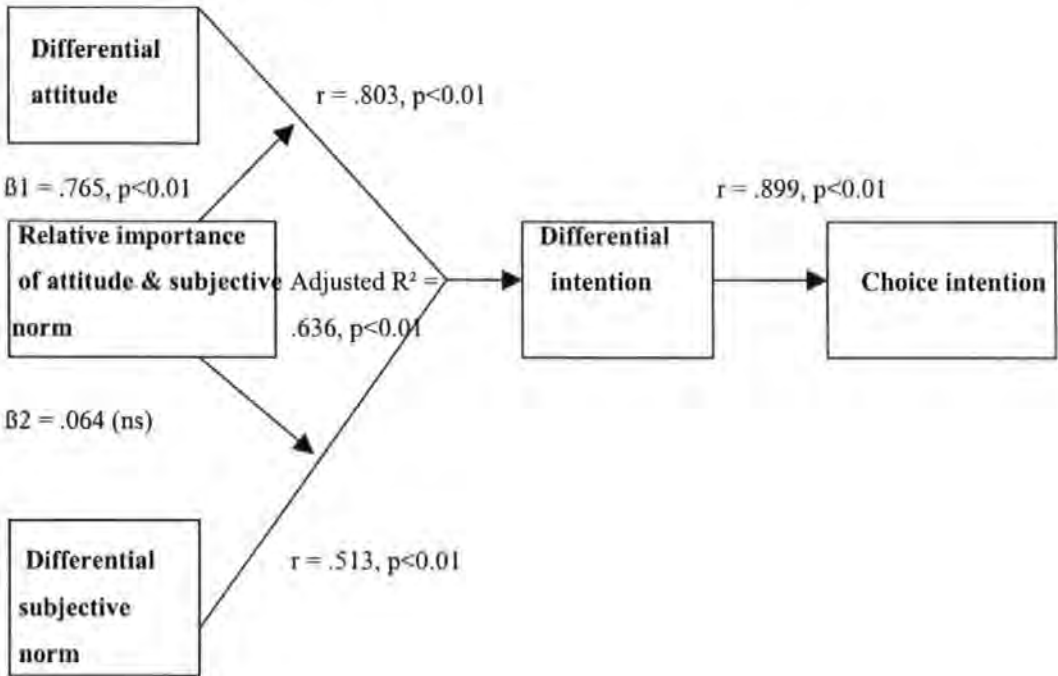 Differential
attitude
r = .803, p<0.01
ß1 = .765, p<0.01
r = .899, p<0.01
Relative importance
of attitude & subjective
norm
Adjusted R² =
.636, p<0.01
Differential
intention
Choice intention
ß2 = .064 (ns)
Differential
subjective
norm
r = .513, p<0.01